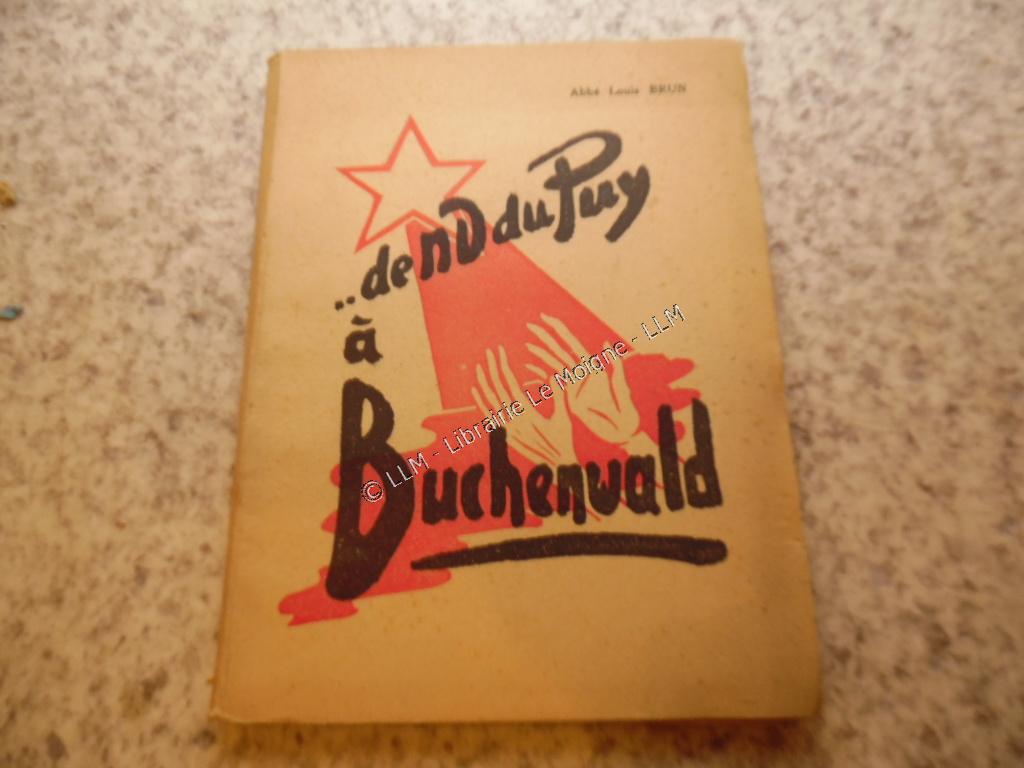 Abbé Louis BRUN
..de nD du Puy
à
Buchenwald
© LLM - Librairie Le Moigne - LLM